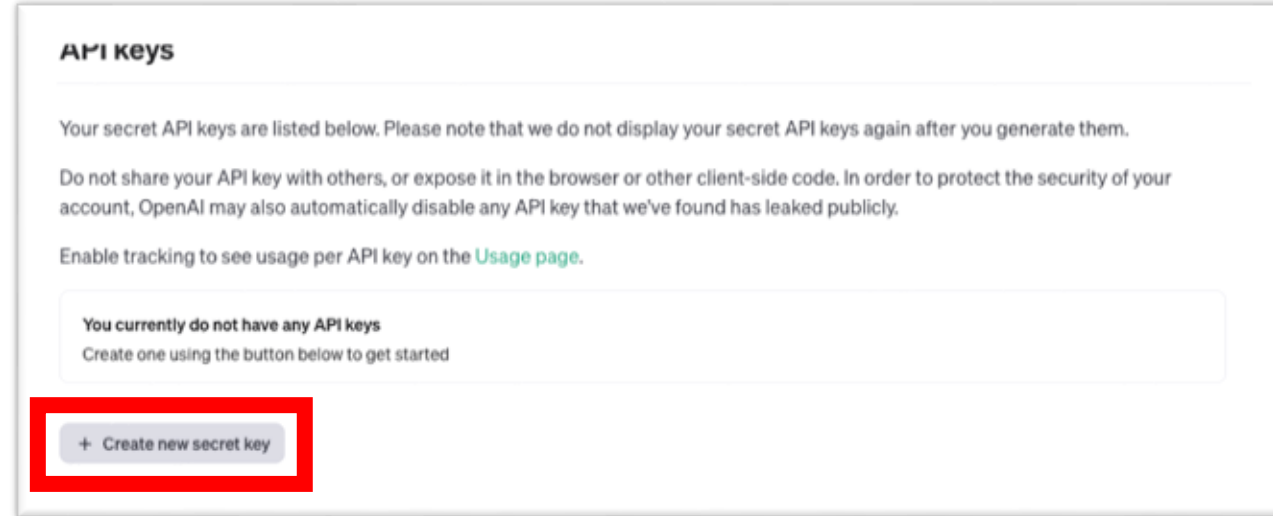 API keys
Your secret API keys are listed below. Please note that we do not display your secret API keys again after you generate them.
Do not share your API key with others, or expose it in the browser or other client-side code. In order to protect the security of your
account, OpenAI may also automatically disable any API key that we've found has leaked publicly.
Enable tracking to see usage per API key on the Usage page.
You currently do not have any API keys
Create one using the button below to get started
+ Create new secret key